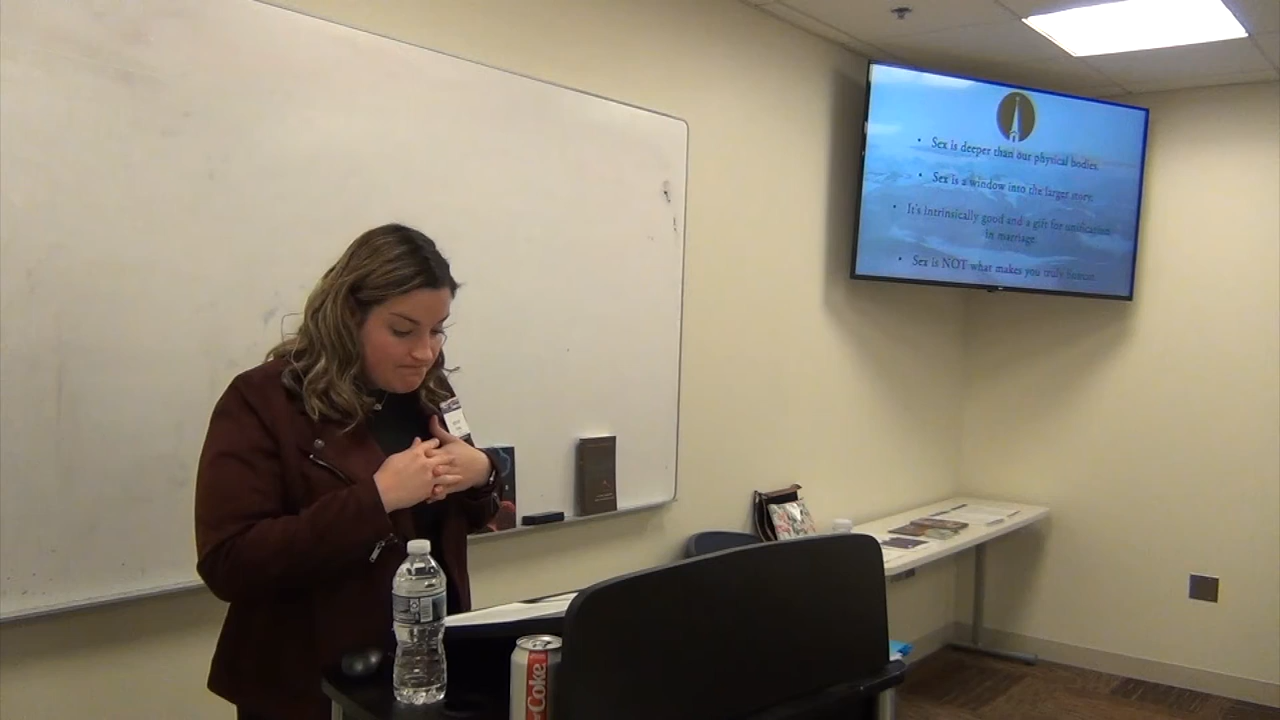 • Sex is deeper than our physical bodies.
• Sex is a window into the larger story.
• It's intrinsically good and a gift for unification
in marriage.
• Sex is NOT what makes you truly human.
Coke